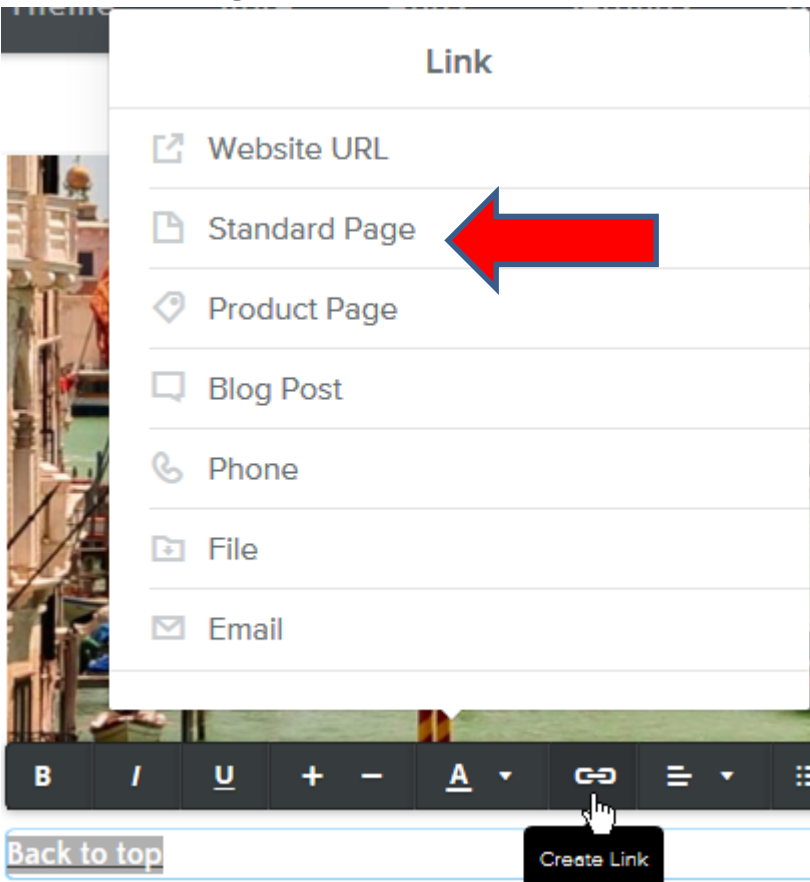 Link
Website URL
Standard Page
Product Page
Blog Post
Phone
File
Email
B I U + − A
Back to top
Create Link